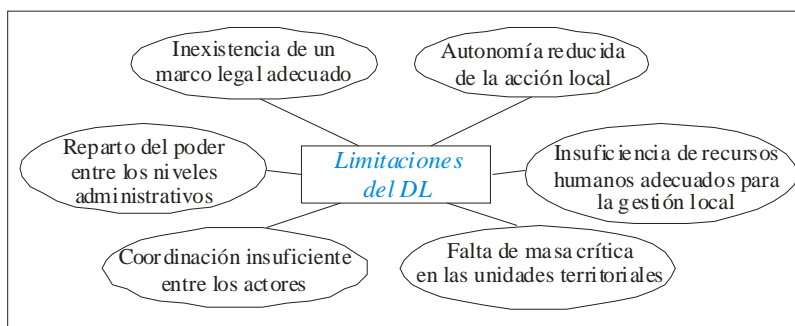 Inexistencia de un
marco legal adecuado
Autonomía reducida
de la acción local
Reparto del poder
entre los niveles
administrativos
Limitaciones
del DL
Insuficiencia de recursos
humanos adecuados para
la gestión local
Coordinación insuficiente
entre los actores
Falta de masa crítica
en las unidades territoriales